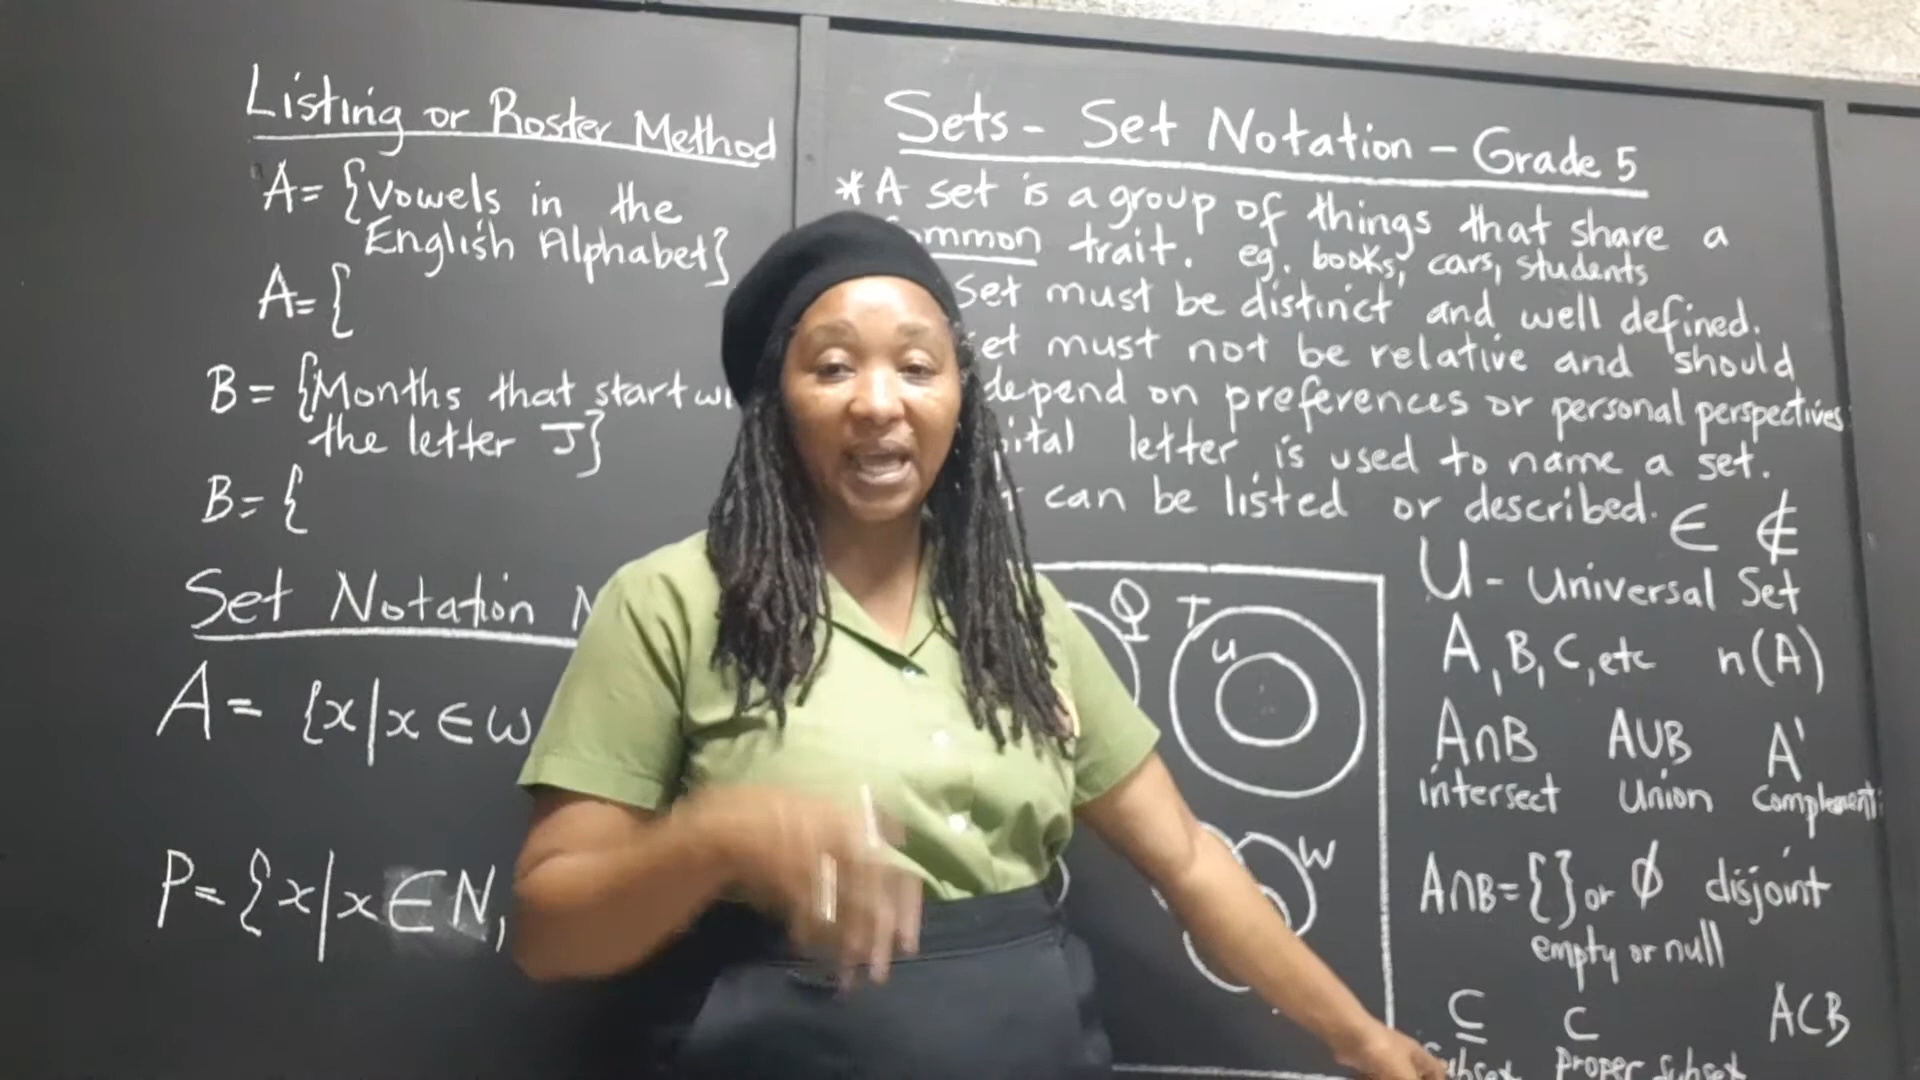 Listing or Roster Method
A= {Vowels in the
English Alphabet}
A= {
B = {Months that start
the letter J}
B= {
Set Notation
A= {x/x ∈ W
P= {x/x ∈ N,
Sets - Set Notation - Grade 5
* A set is a group of things that share a
trait. eg. books, cars, students
set must be distinct and well defined.
must not be relative and should
depend on preferences or personal perspectives
letter is used to name a set.
can be listed or described.
∈ ∉
U - Universal Set
A, B, C, etc n(A)
A∩B A∪B A'
intersect Union Complement
A∩B = { } or ∅ disjoint
empty or null
⊆ ⊂ A⊂B
Subset Proper Subset
Q
T
u
W